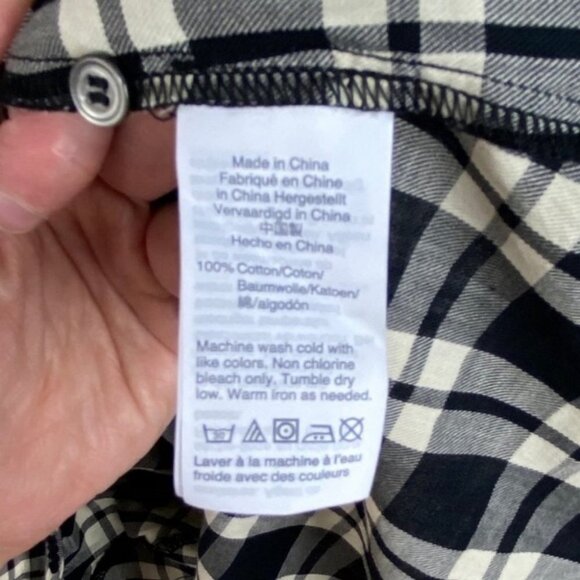 Made in China
Fabriqué en Chine
in China Hergestellt
Vervaardigd in China
中国製
Hecho en China
100% Cotton/Coton/
Baumwolle/Katoen/
綿/algodón
Machine wash cold with
like colors. Non chlorine
bleach only. Tumble dry
low. Warm iron as needed.
30
Laver à la machine à l'eau
froide avec des couleurs